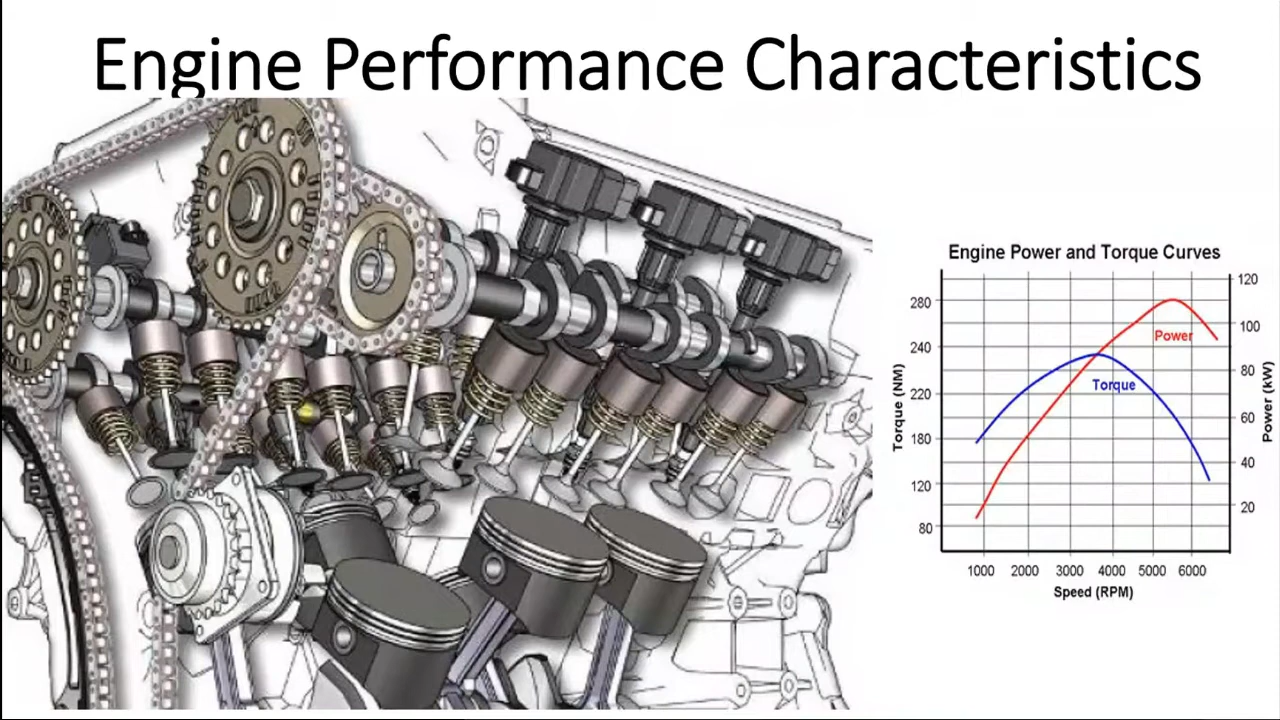 Engine Performance Characteristics
Engine Power and Torque Curves
120
280
100
Power
240
80
Torque
220
60
180
40
120
20
80
Torque (NM)
Power (kW)
1000 2000 3000 4000 5000 6000
Speed (RPM)